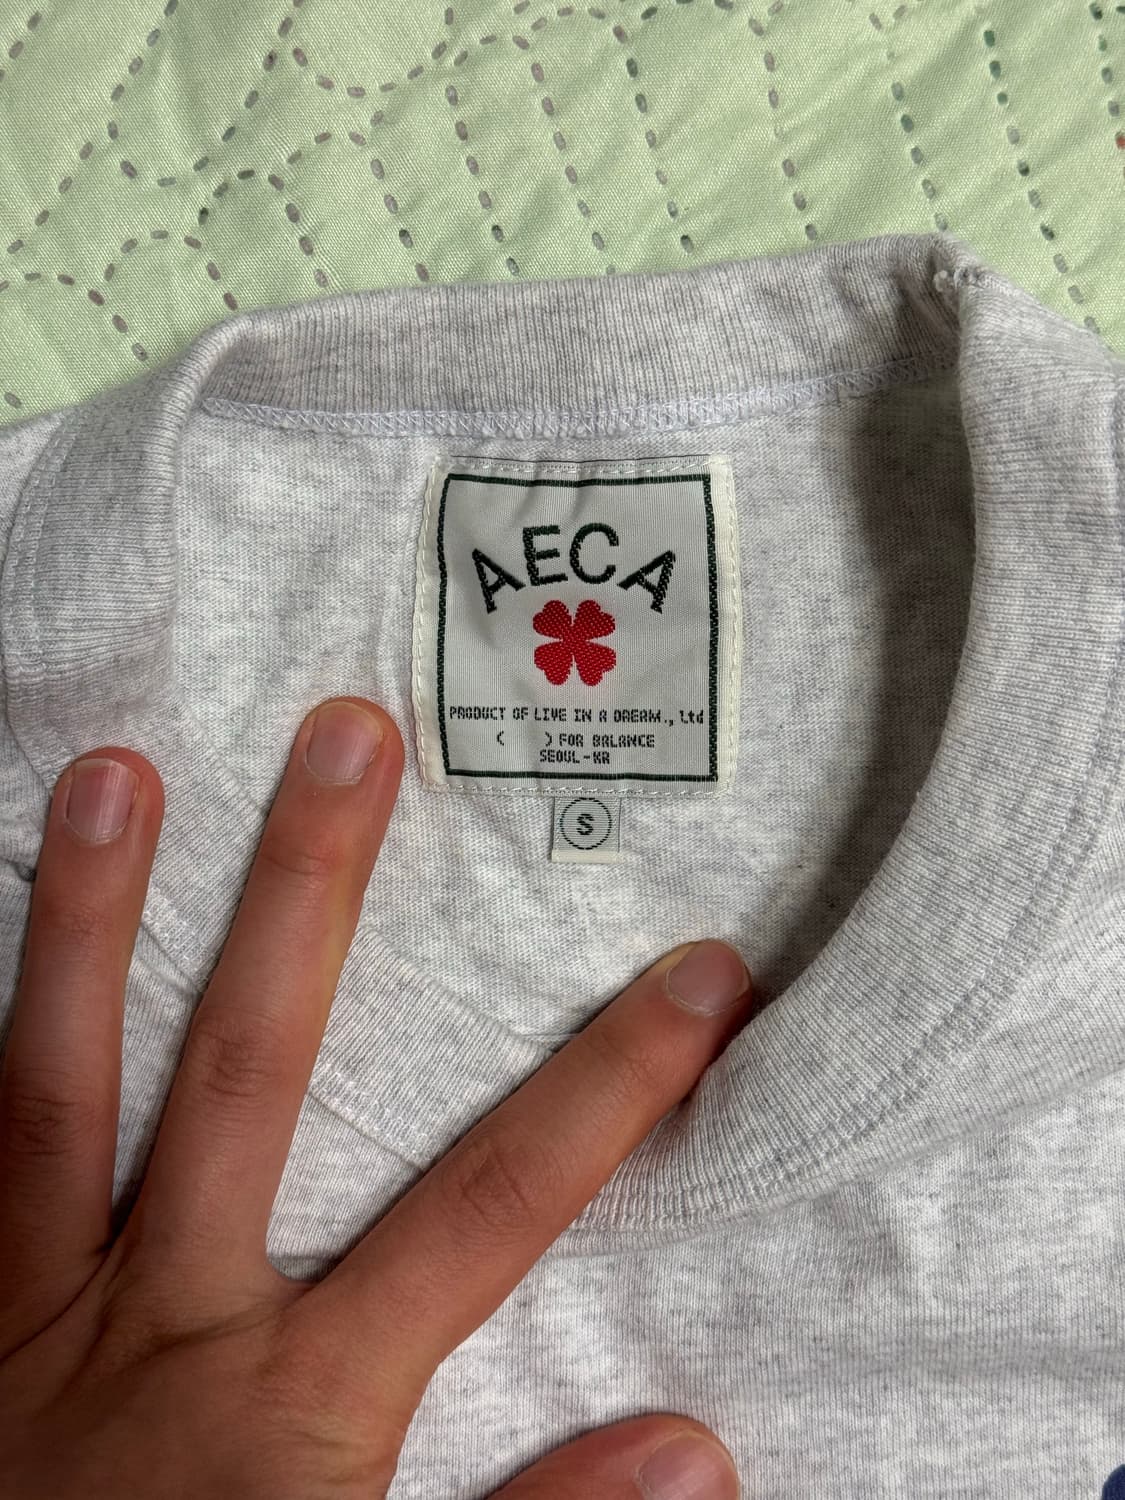 AECA
PRODUCT OF LIVE IN A DREAM., Ltd
(    ) FOR BALANCE
SEOUL-KR
S